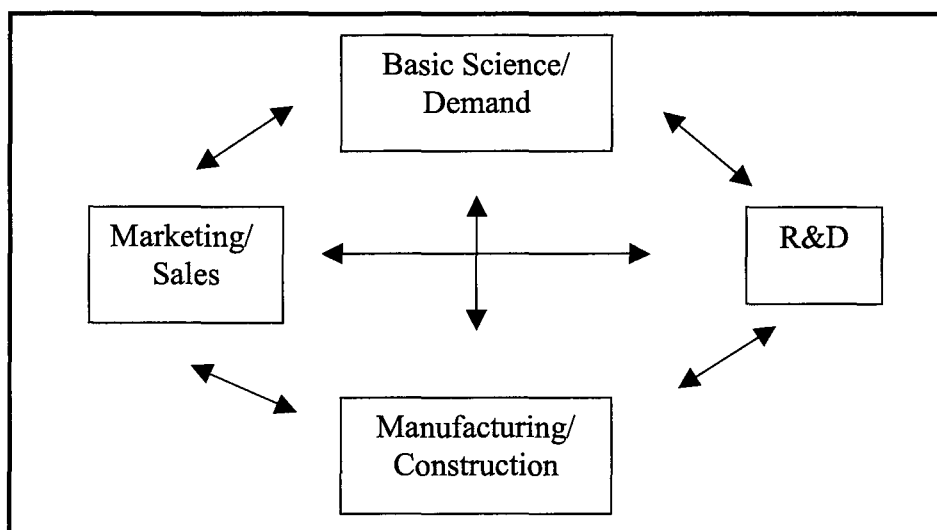 Basic Science/
Demand
Marketing/
Sales
R&D
Manufacturing/
Construction